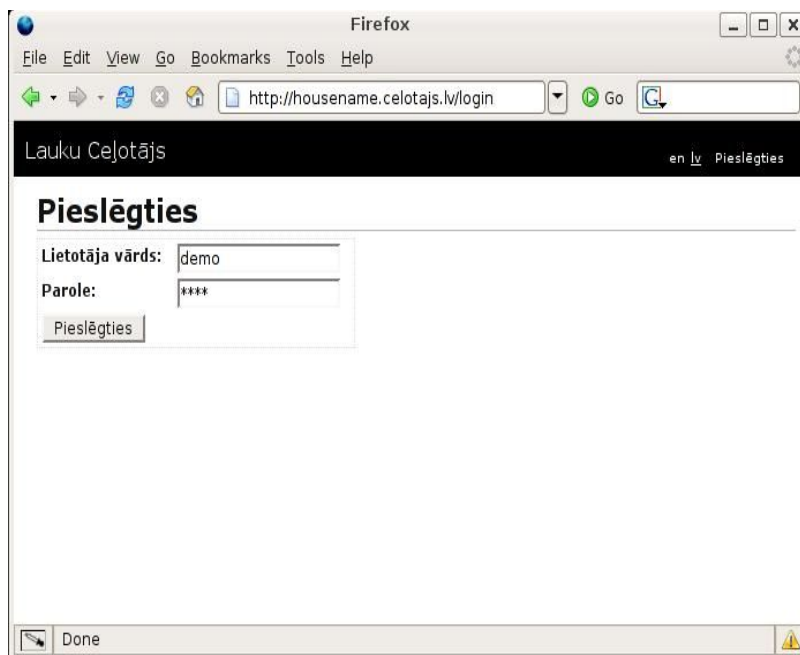 Firefox
File Edit View Go Bookmarks Tools Help
http://housename.celotajs.lv/login Go G
Lauku Ceļotājs
en lv Pieslēgties
Pieslēgties
Lietotāja vārds: demo
Parole: ****
Pieslēgties
Done